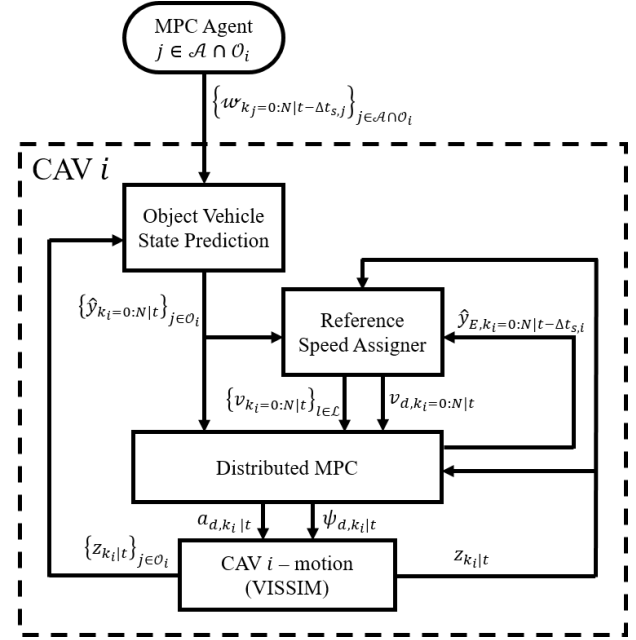 MPC Agent
j ∈ 𝒜 ∩ 𝒪ᵢ
{𝓌_{k_j=0:N|t−Δt_{s,j}}}_{j∈𝒜∩𝒪_i}
CAV i
Object Vehicle
State Prediction
{ŷ_{k_i=0:N|t}}_{j∈𝒪_i}
Reference
Speed Assigner
ŷ_{E,k_i=0:N|t−Δt_{s,i}}
{v_{k_i=0:N|t}}_{l∈ℒ}
v_{d,k_i=0:N|t}
Distributed MPC
a_{d,k_i|t}
ψ_{d,k_i|t}
{z_{k_i|t}}_{j∈𝒪_i}
CAV i – motion
(VISSIM)
z_{k_i|t}